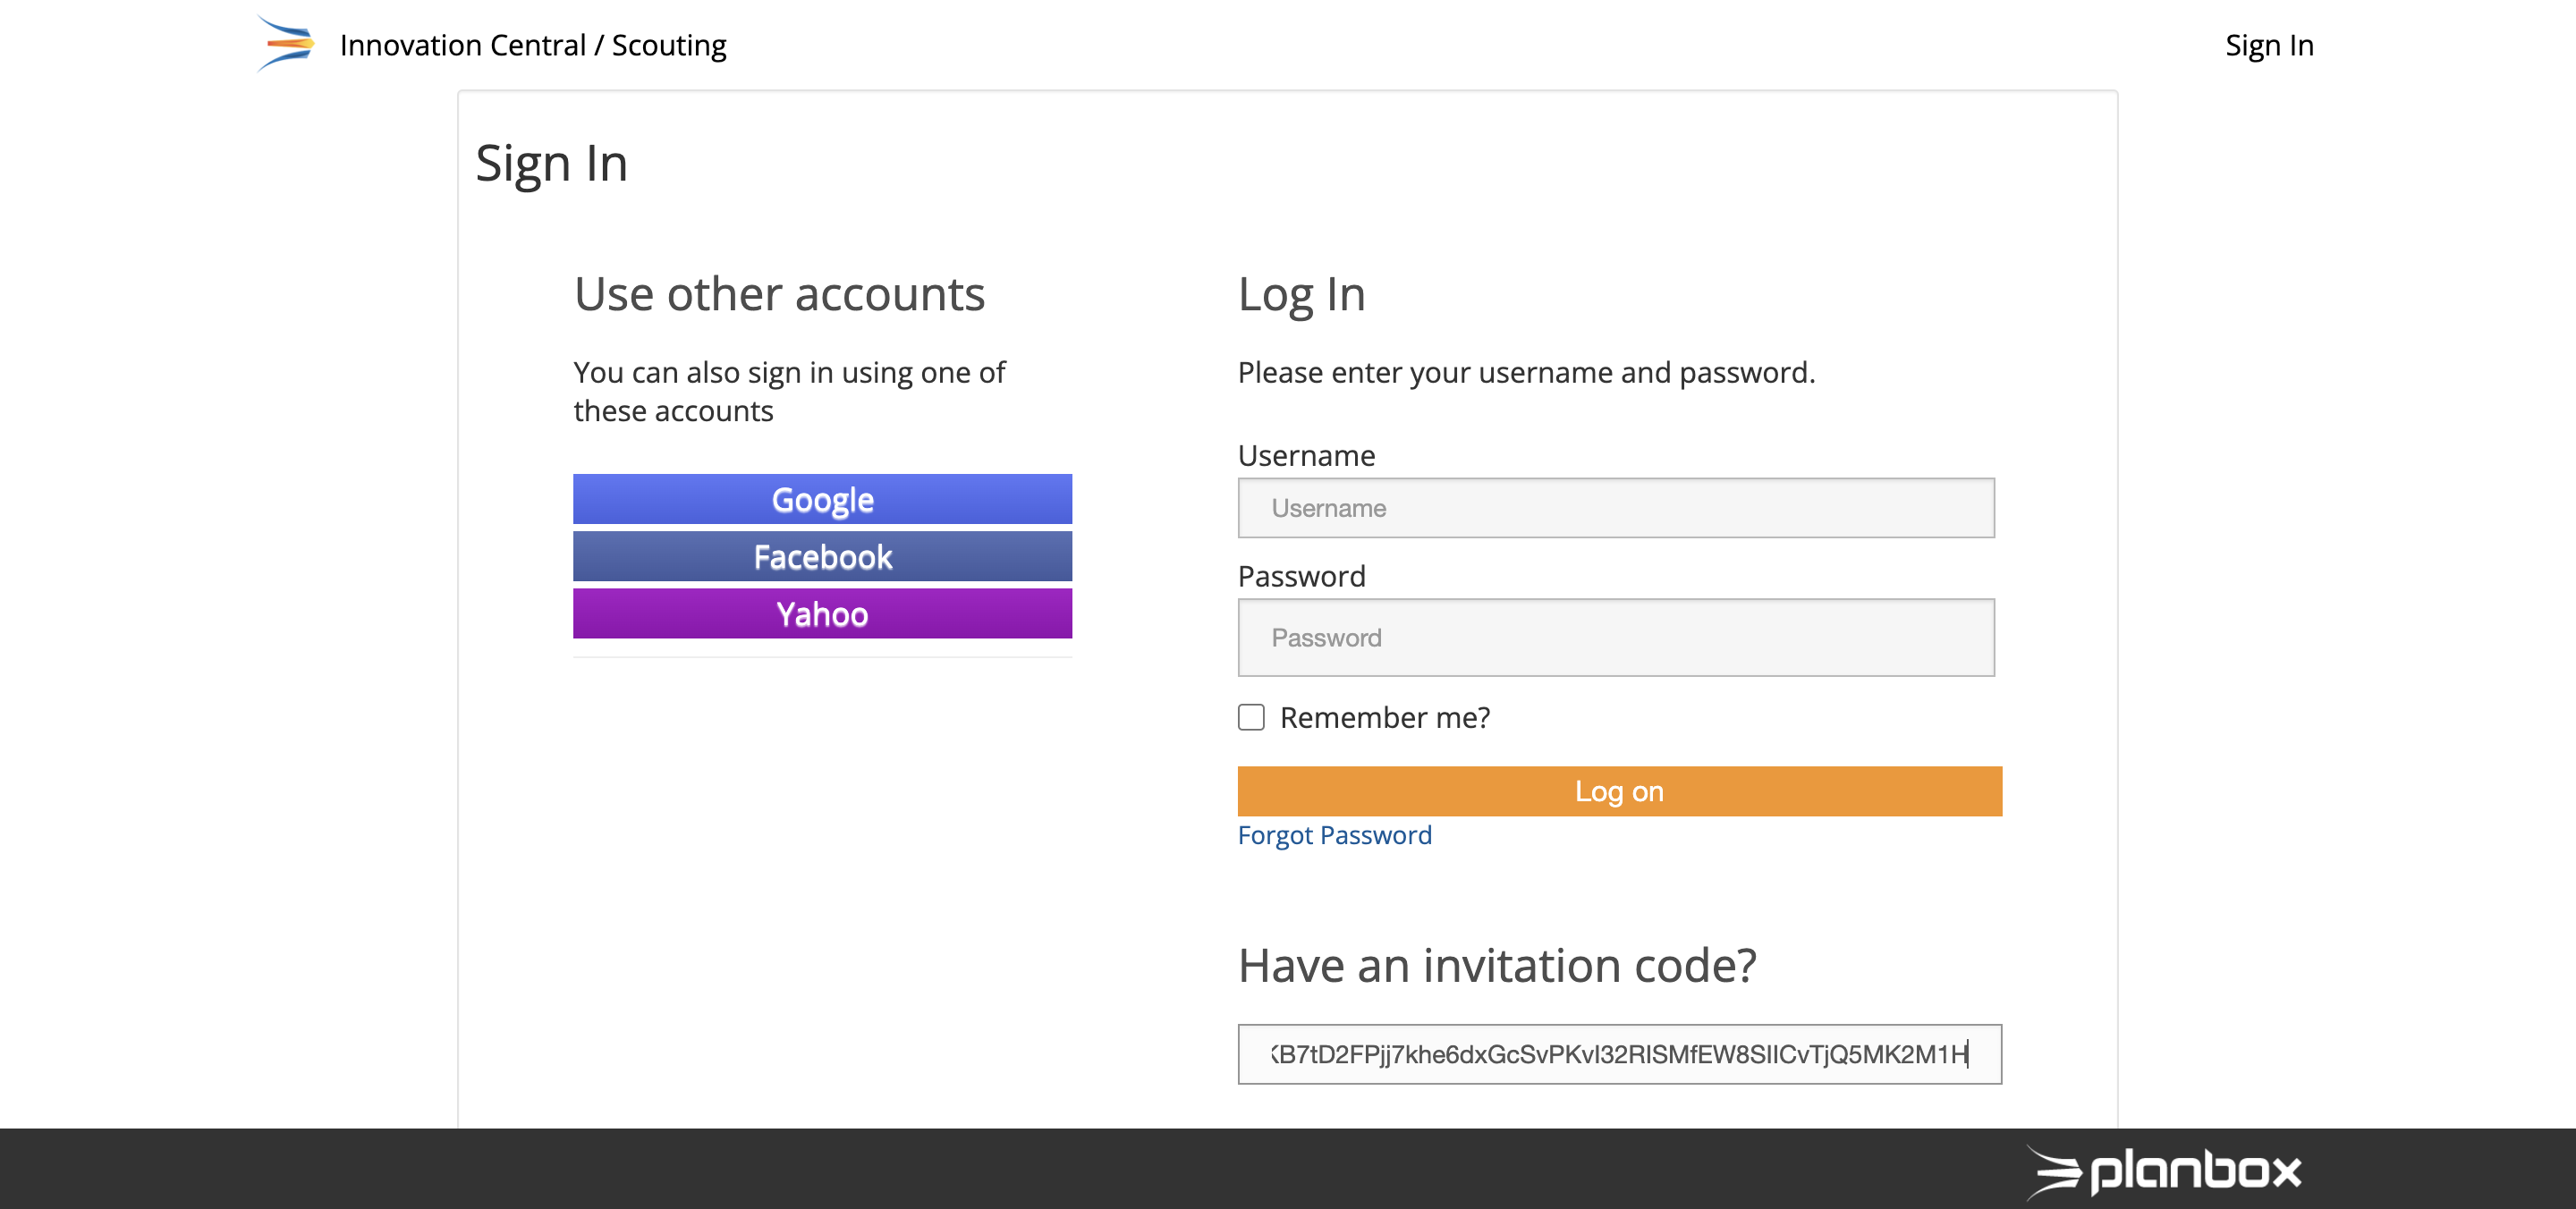 Innovation Central / Scouting
Sign In
Sign In
Use other accounts
You can also sign in using one of
these accounts
Google
Facebook
Yahoo
Log In
Please enter your username and password.
Username
Username
Password
Password
Remember me?
Log on
Forgot Password
Have an invitation code?
planbox